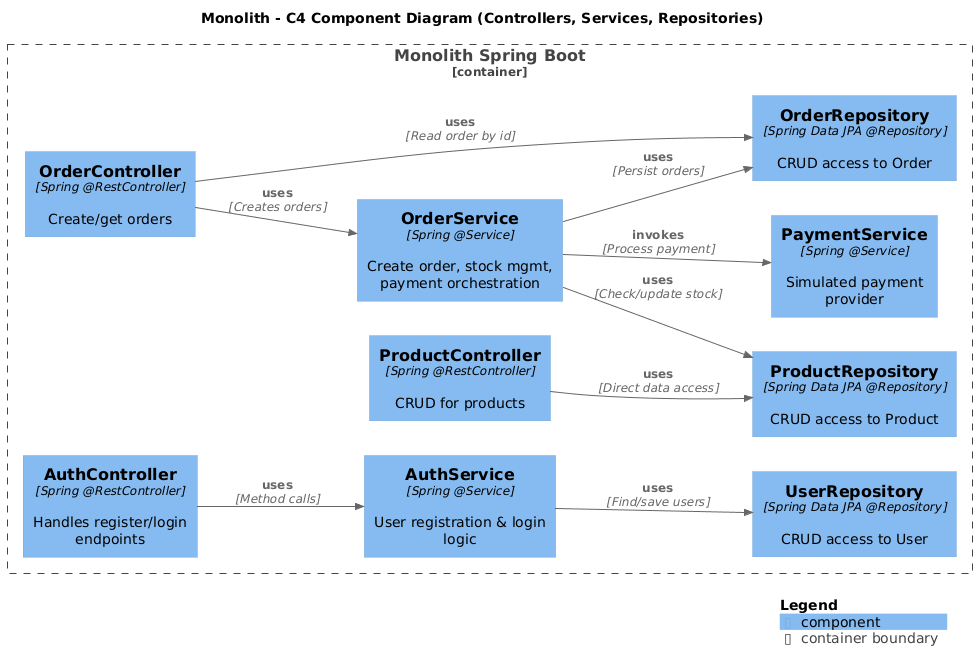 Monolith - C4 Component Diagram (Controllers, Services, Repositories)
Monolith Spring Boot
[container]
OrderController
[Spring @RestController]
Create/get orders
uses
[Read order by id]
uses
[Creates orders]
OrderService
[Spring @Service]
Create order, stock mgmt,
payment orchestration
uses
[Persist orders]
invokes
[Process payment]
uses
[Check/update stock]
OrderRepository
[Spring Data JPA @Repository]
CRUD access to Order
PaymentService
[Spring @Service]
Simulated payment
provider
ProductController
[Spring @RestController]
CRUD for products
uses
[Direct data access]
ProductRepository
[Spring Data JPA @Repository]
CRUD access to Product
AuthController
[Spring @RestController]
Handles register/login
endpoints
uses
[Method calls]
AuthService
[Spring @Service]
User registration & login
logic
uses
[Find/save users]
UserRepository
[Spring Data JPA @Repository]
CRUD access to User
Legend
component
container boundary